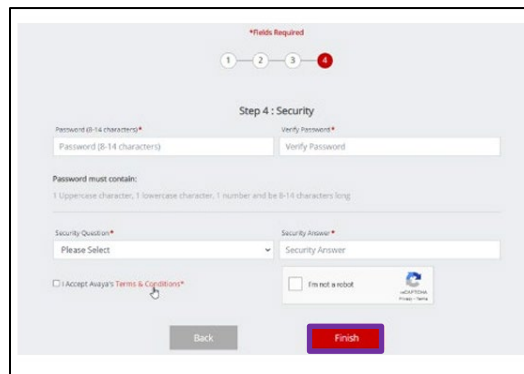 *Fields Required
1 2 3 4
Step 4 : Security
Password (8-14 characters)* Verify Password*
Password (8-14 characters) Verify Password
Password must contain:
1 Uppercase character, 1 lowercase character, 1 number and be 8-14 characters long
Security Question* Security Answer*
Please Select Security Answer
I Accept Avaya's Terms & Conditions* I'm not a robot
reCAPTCHA
Privacy - Terms
Back Finish